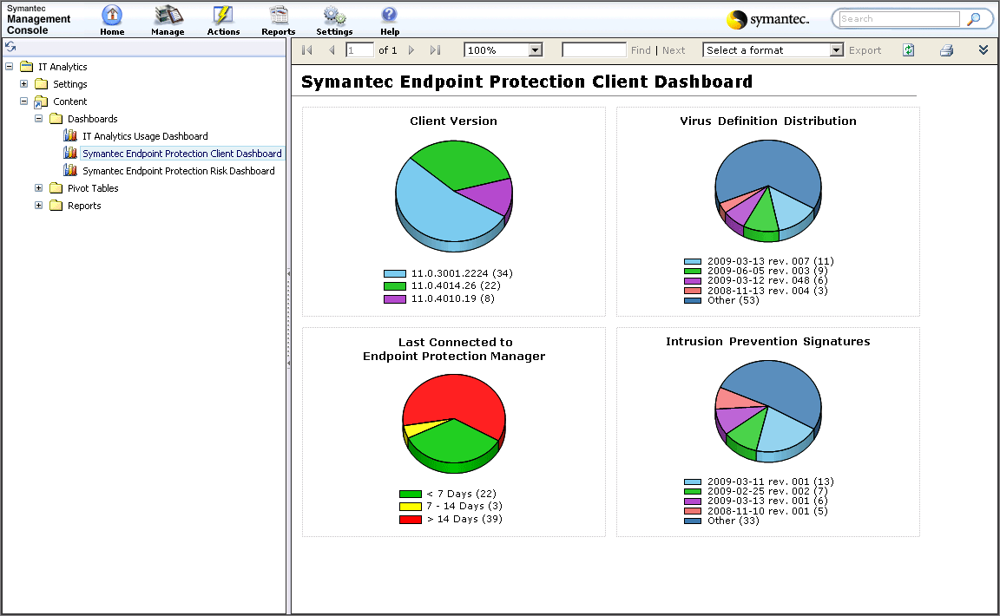 Symantec
Management
Console
Home
Manage
Actions
Reports
Settings
Help
symantec.
Search
1 of 1
100%
Find | Next
Select a format
Export
IT Analytics
Settings
Content
Dashboards
IT Analytics Usage Dashboard
Symantec Endpoint Protection Client Dashboard
Symantec Endpoint Protection Risk Dashboard
Pivot Tables
Reports
Symantec Endpoint Protection Client Dashboard
Client Version
11.0.3001.2224 (34)
11.0.4014.26 (22)
11.0.4010.19 (8)
Virus Definition Distribution
2009-03-13 rev. 007 (11)
2009-06-05 rev. 003 (9)
2009-03-12 rev. 048 (6)
2008-11-13 rev. 004 (3)
Other (53)
Last Connected to
Endpoint Protection Manager
< 7 Days (22)
7 - 14 Days (3)
> 14 Days (39)
Intrusion Prevention Signatures
2009-03-11 rev. 001 (13)
2009-02-25 rev. 002 (7)
2009-03-13 rev. 001 (6)
2008-11-10 rev. 001 (5)
Other (33)